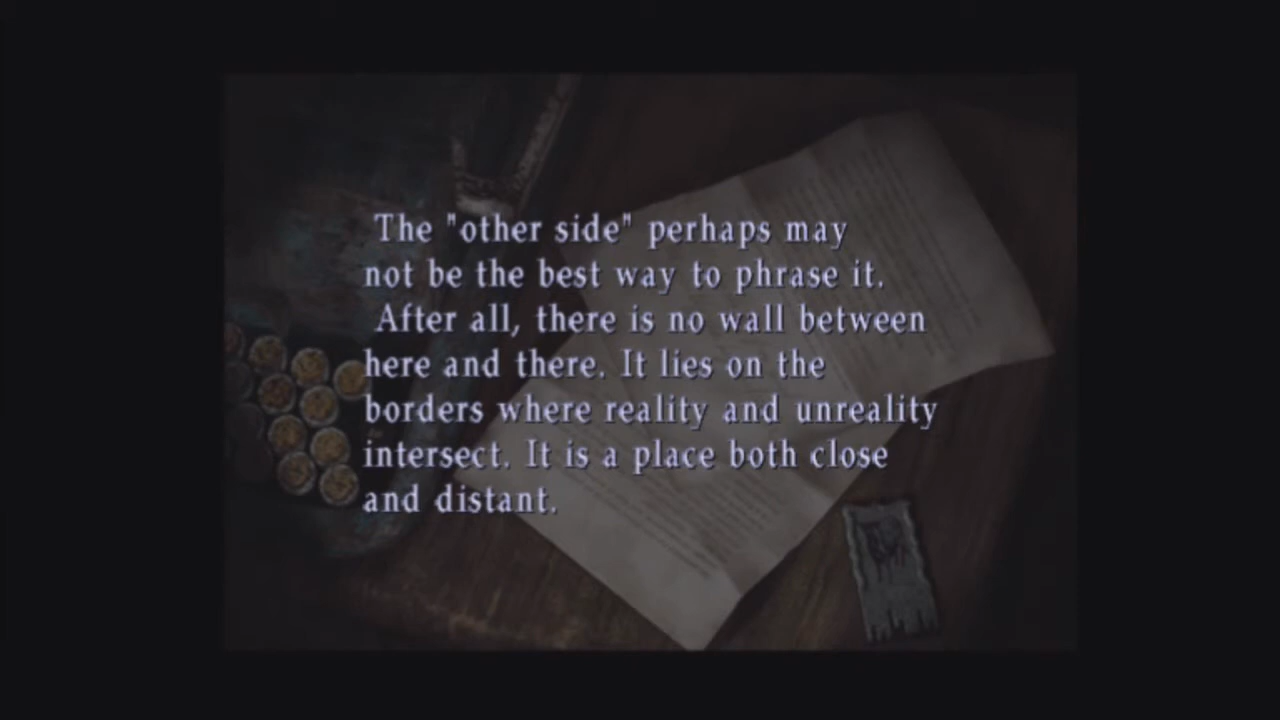 The "other side" perhaps may
not be the best way to phrase it.
After all, there is no wall between
here and there. It lies on the
borders where reality and unreality
intersect. It is a place both close
and distant.